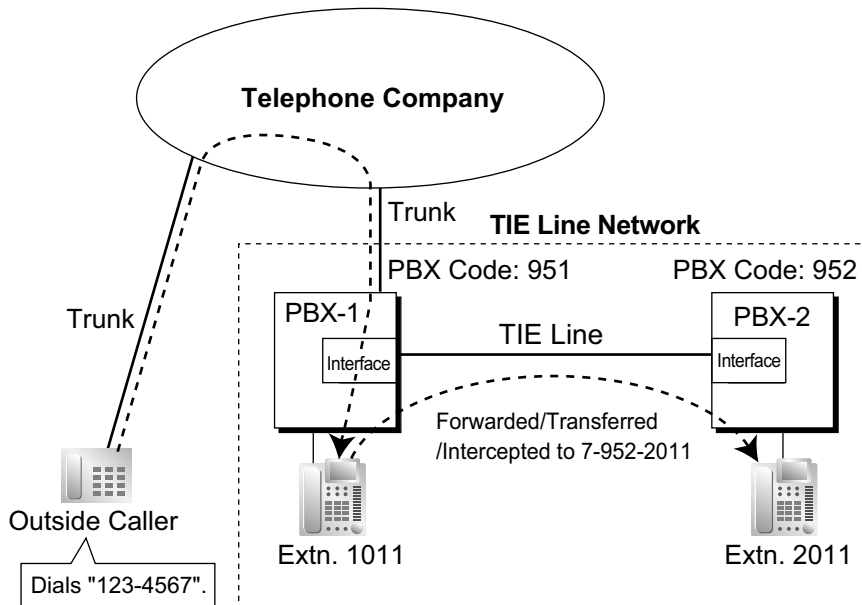 Telephone Company
Trunk
TIE Line Network
PBX Code: 951
PBX Code: 952
Trunk
PBX-1
PBX-2
TIE Line
Interface
Interface
Forwarded/Transferred
/Intercepted to 7-952-2011
Outside Caller
Extn. 1011
Extn. 2011
Dials "123-4567".